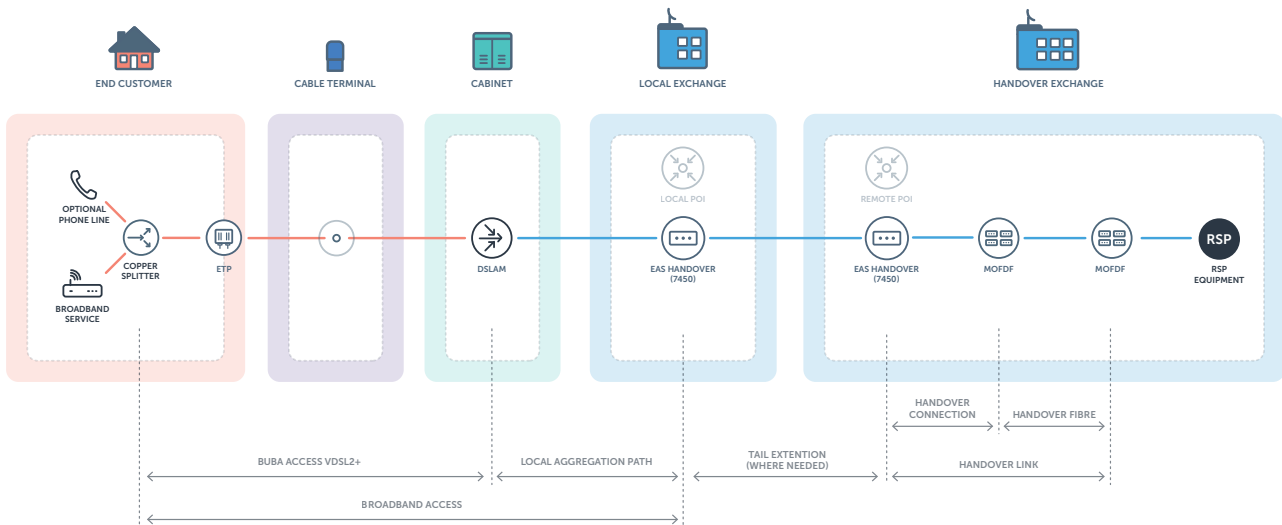 END CUSTOMER
CABLE TERMINAL
CABINET
LOCAL EXCHANGE
HANDOVER EXCHANGE
OPTIONAL
PHONE LINE
COPPER
SPLITTER
BROADBAND
SERVICE
ETP
DSLAM
LOCAL POI
EAS HANDOVER
(7450)
REMOTE POI
EAS HANDOVER
(7450)
MOFDF
MOFDF
RSP
RSP
EQUIPMENT
HANDOVER
CONNECTION
HANDOVER FIBRE
BUBA ACCESS VDSL2+
LOCAL AGGREGATION PATH
TAIL EXTENTION
(WHERE NEEDED)
HANDOVER LINK
BROADBAND ACCESS